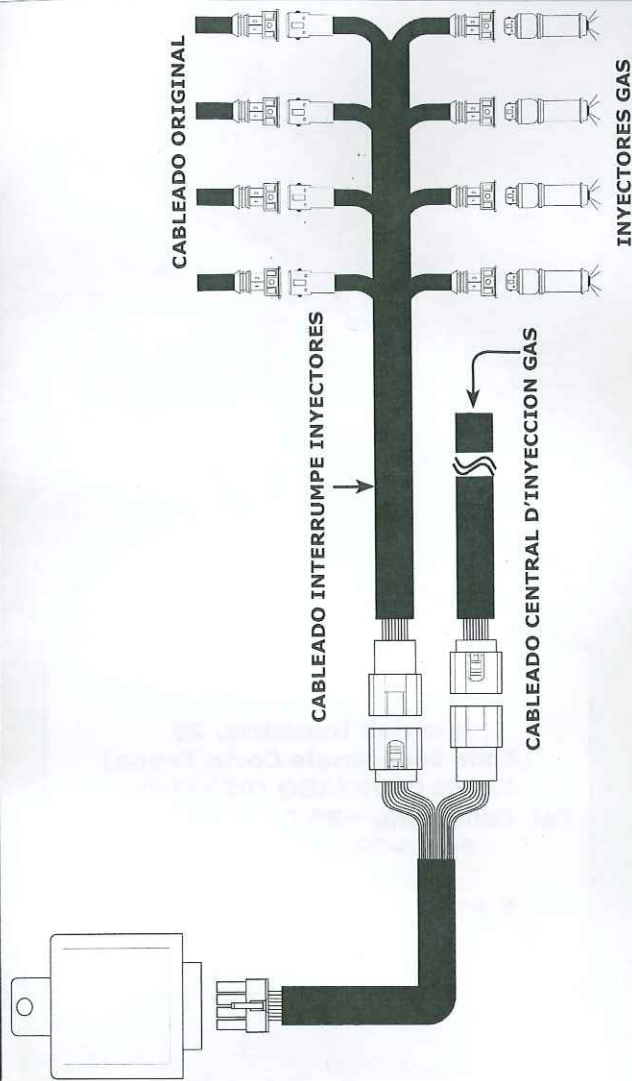 CABLEADO ORIGINAL
INYECTORES GAS
CABLEADO INTERRUMPE INYECTORES
CABLEADO CENTRAL D'INYECCION GAS